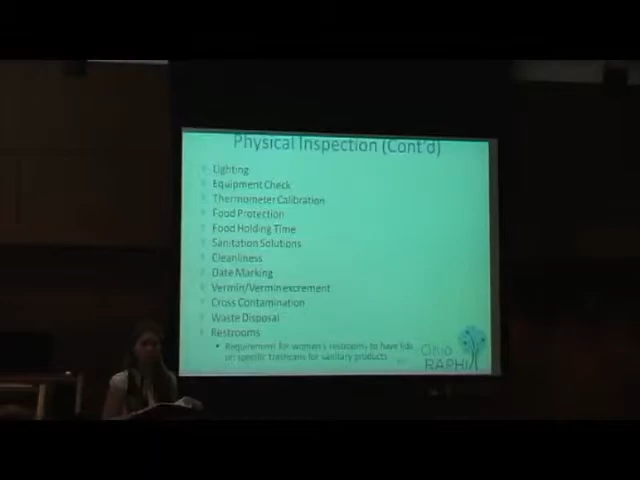 Physical Inspection (Cont'd)
Lighting
Equipment Check
Thermometer Calibration
Food Protection
Food Holding Time
Sanitation Solutions
Cleanliness
Date Marking
Vermin/Vermin excrement
Cross Contamination
Waste Disposal
Restrooms
Requirement for women's restrooms to have lids
on specific trashcans for sanitary products
Ohio
RAPHI